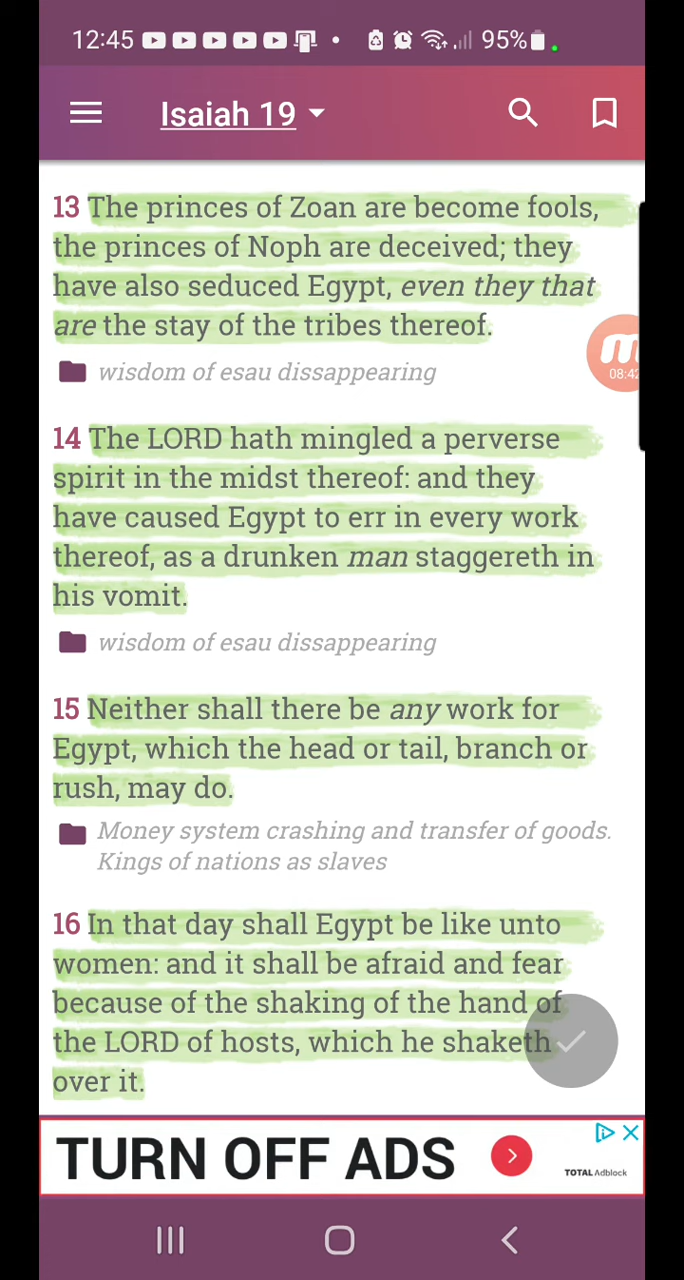 12:45 95%
Isaiah 19
13 The princes of Zoan are become fools,
the princes of Noph are deceived; they
have also seduced Egypt, even they that
are the stay of the tribes thereof.
08:42
wisdom of esau dissappearing
14 The LORD hath mingled a perverse
spirit in the midst thereof: and they
have caused Egypt to err in every work
thereof, as a drunken man staggereth in
his vomit.
wisdom of esau dissappearing
15 Neither shall there be any work for
Egypt, which the head or tail, branch or
rush, may do.
Money system crashing and transfer of goods.
Kings of nations as slaves
16 In that day shall Egypt be like unto
women: and it shall be afraid and fear
because of the shaking of the hand of
the LORD of hosts, which he shaketh
over it.
TURN OFF ADS
TOTAL Adblock